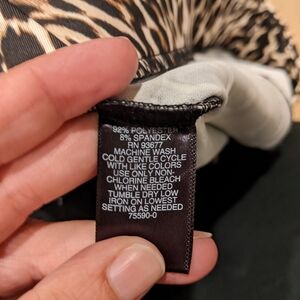 92% POLYESTER
8% SPANDEX
RN 93677
MACHINE WASH
COLD GENTLE CYCLE
WITH LIKE COLORS
USE ONLY NON-
CHLORINE BLEACH
WHEN NEEDED
TUMBLE DRY LOW
IRON ON LOWEST
SETTING AS NEEDED
75590-0